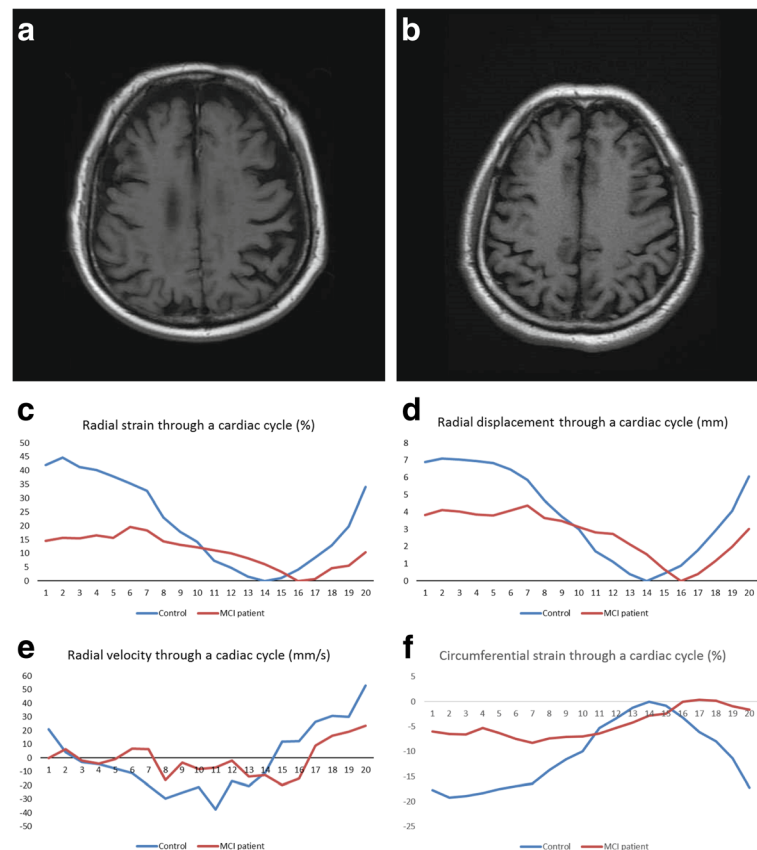 a
b
c
Radial strain through a cardiac cycle (%)
50
45
40
35
30
25
20
15
10
5
0
1 2 3 4 5 6 7 8 9 10 11 12 13 14 15 16 17 18 19 20
Control MCI patient
d
Radial displacement through a cardiac cycle (mm)
8
7
6
5
4
3
2
1
0
1 2 3 4 5 6 7 8 9 10 11 12 13 14 15 16 17 18 19 20
Control MCI patient
e
Radial velocity through a cadiac cycle (mm/s)
60
50
40
30
20
10
0
-10
-20
-30
-40
-50
1 2 3 4 5 6 7 8 9 10 11 12 13 14 15 16 17 18 19 20
Control MCI patient
f
Circumferential strain through a cardiac cycle (%)
5
0
-5
-10
-15
-20
-25
1 2 3 4 5 6 7 8 9 10 11 12 13 14 15 16 17 18 19 20
Control MCI patient